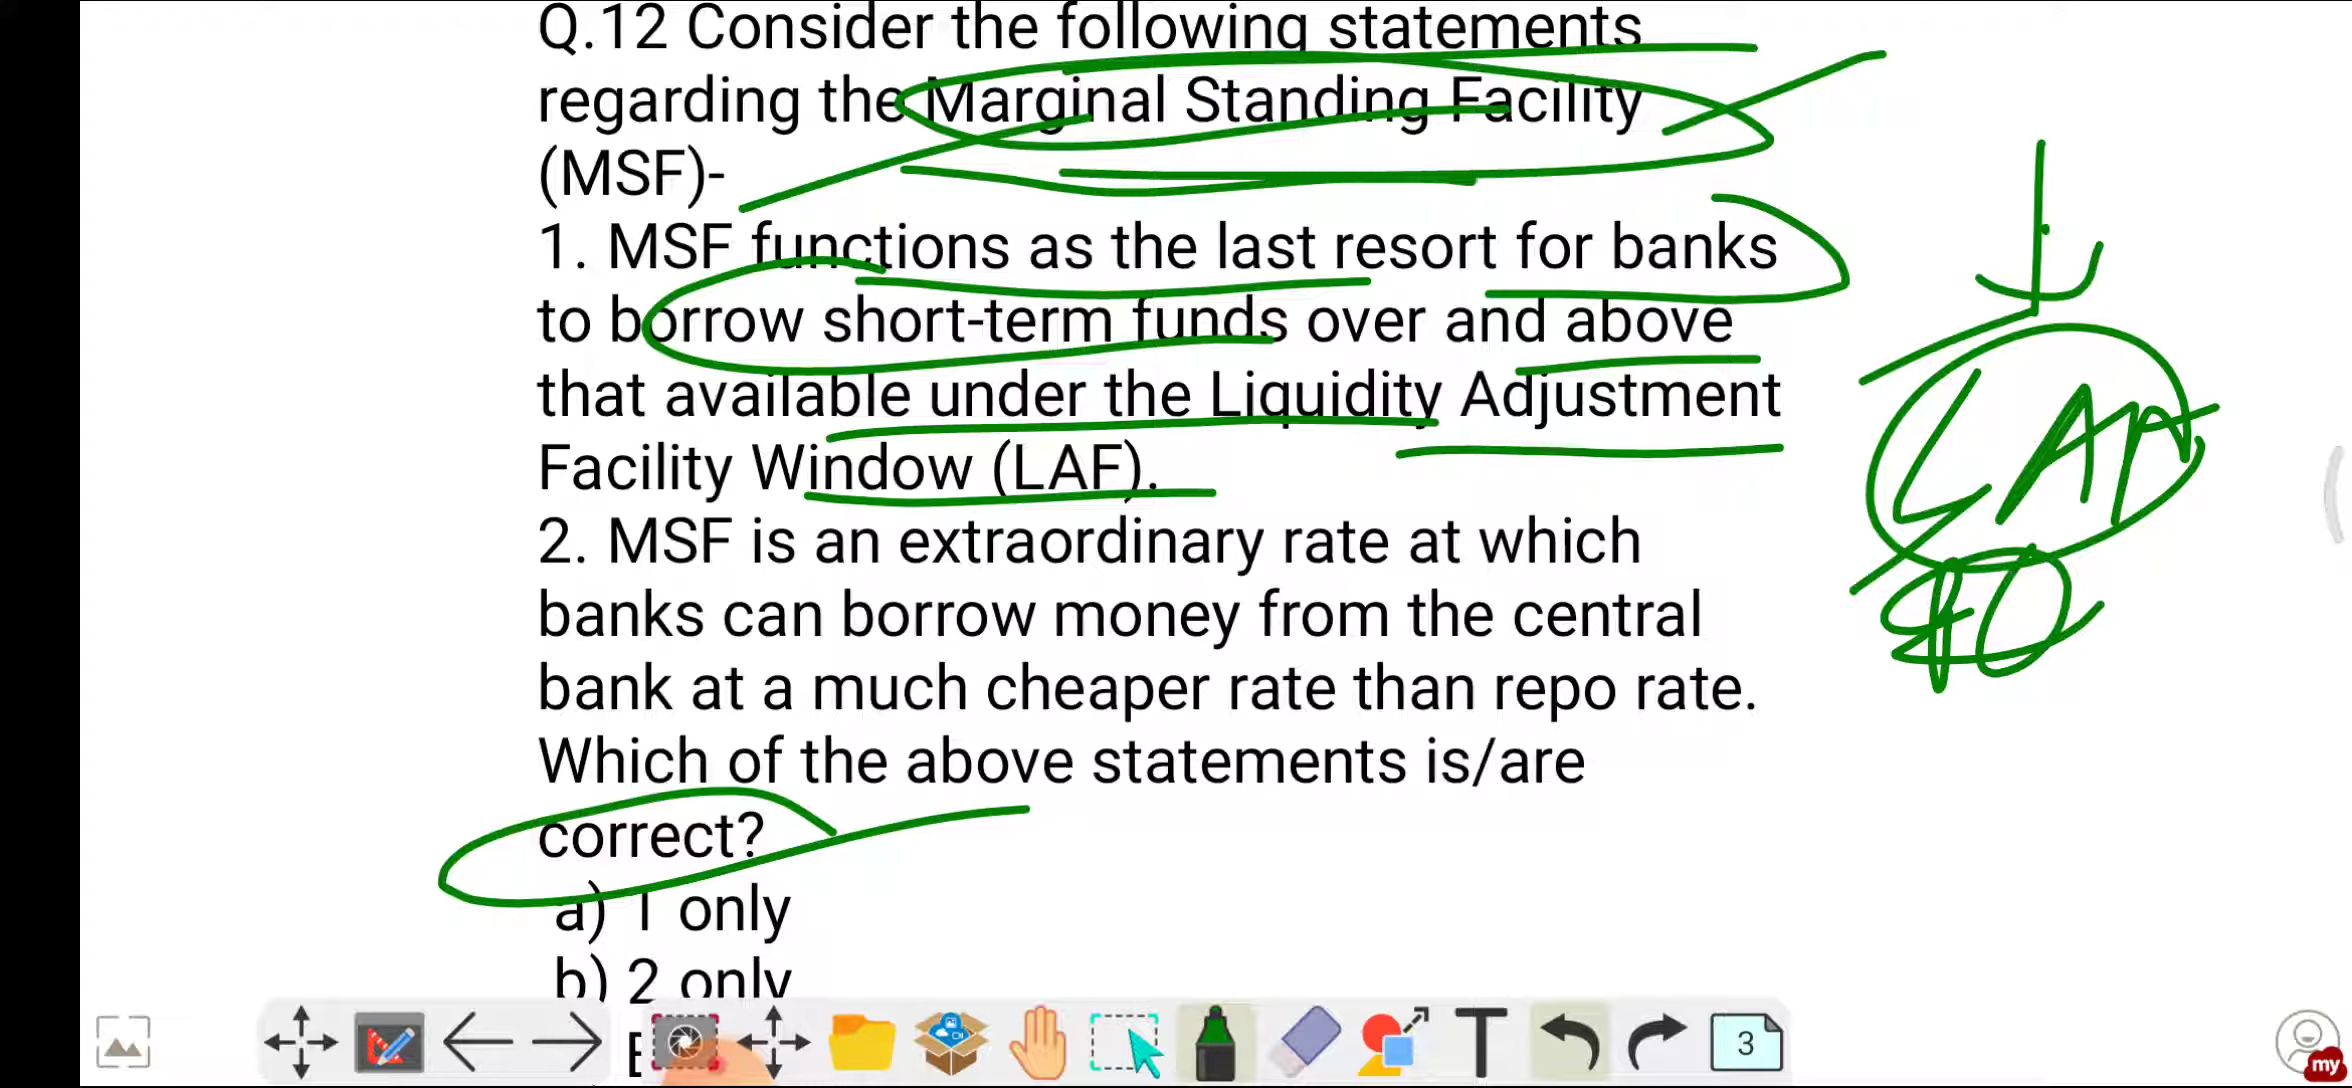 Q.12 Consider the following statements
regarding the Marginal Standing Facility
(MSF)-
1. MSF functions as the last resort for banks
to borrow short-term funds over and above
that available under the Liquidity Adjustment
Facility Window (LAF).
2. MSF is an extraordinary rate at which
banks can borrow money from the central
bank at a much cheaper rate than repo rate.
Which of the above statements is/are
correct?
a) 1 only
b) 2 only
LAF
T
3
my